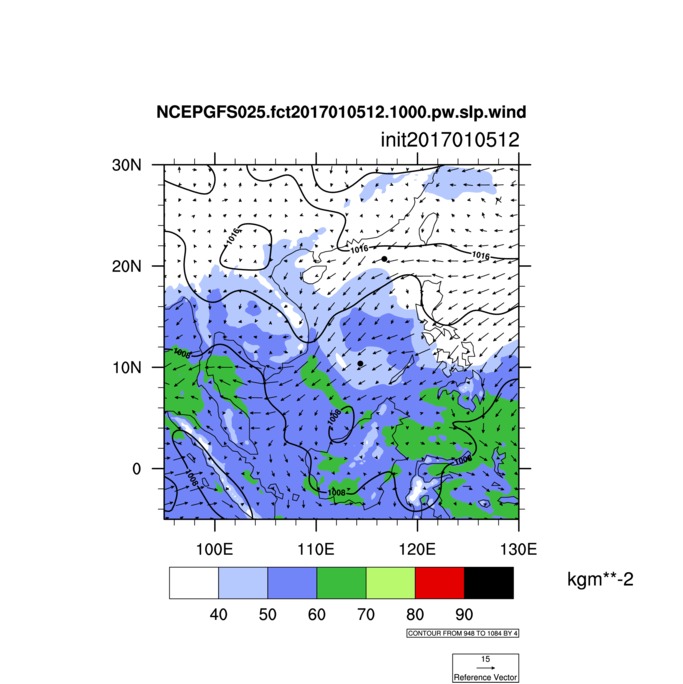 NCEPGFS025.fct2017010512.1000.pw.slp.wind
init2017010512
30N
20N
10N
0
1016
1016
1016
1008
1008
1008
1008
1008
100E 110E 120E 130E
kgm**-2
40 50 60 70 80 90
CONTOUR FROM 948 TO 1084 BY 4
15
Reference Vector